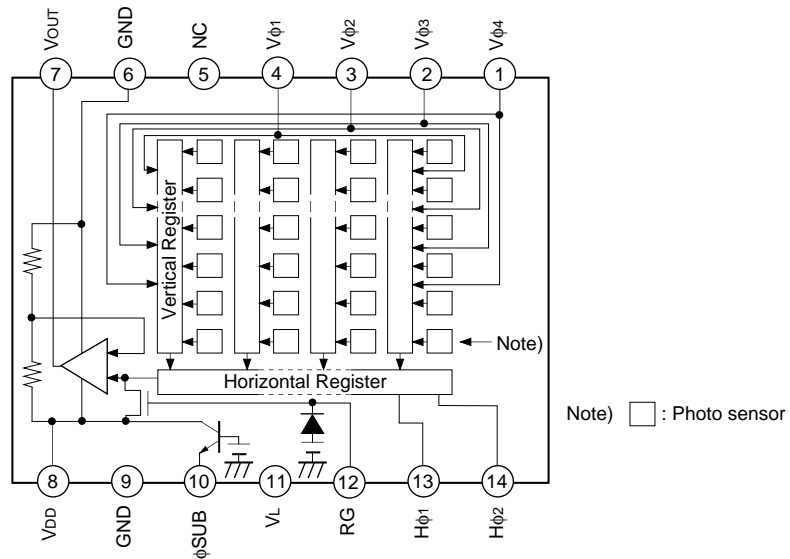 VOUT
GND
NC
Vϕ1
Vϕ2
Vϕ3
Vϕ4
7
6
5
4
3
2
1
Vertical Register
Note)
Horizontal Register
Note) : Photo sensor
8
9
10
11
12
13
14
VDD
GND
ϕSUB
VL
RG
Hϕ1
Hϕ2